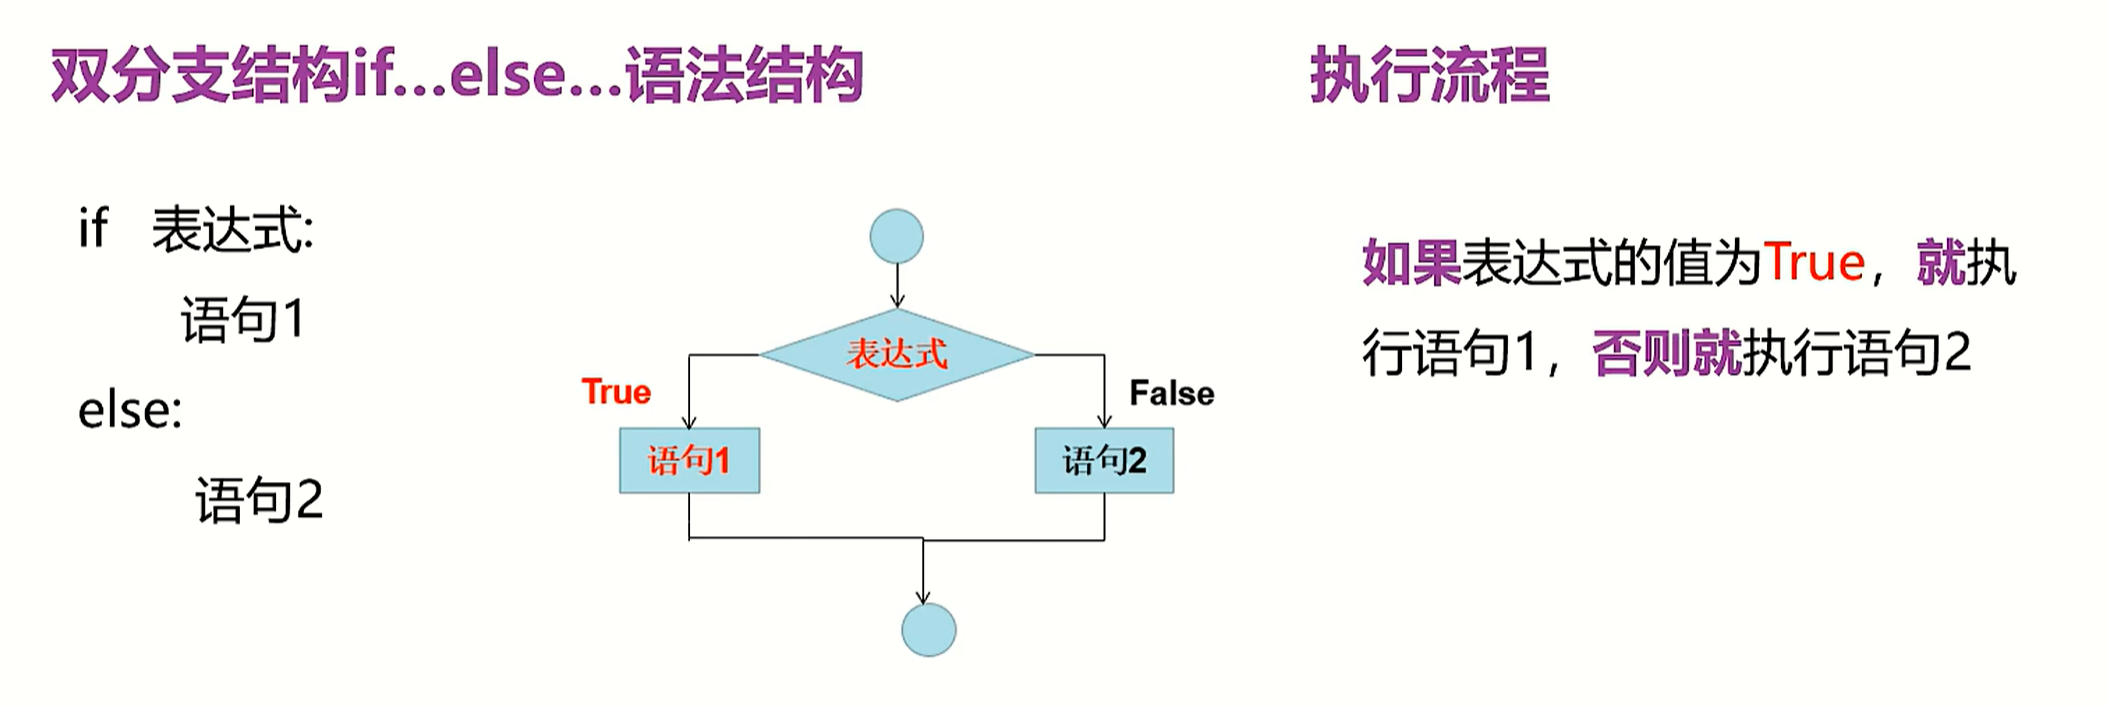 双分支结构if...else...语法结构
执行流程
if 表达式:
语句1
else:
语句2
表达式
True
False
语句1
语句2
如果表达式的值为True，就执
行语句1，否则就执行语句2